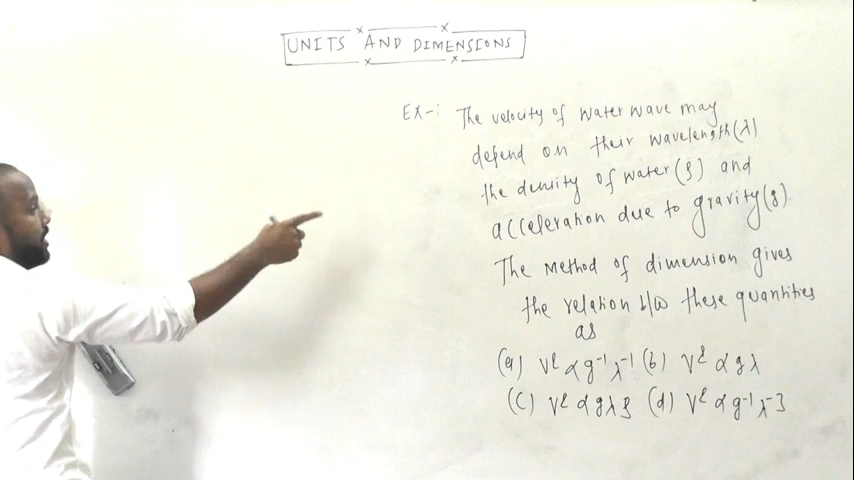 UNITS AND DIMENSIONS
Ex-: The velocity of water wave may
depend on their wavelength(λ)
the density of water(ρ) and
acceleration due to gravity(g).
The Method of dimension gives
the relation b/w these quantities
as
(a) V² α g⁻¹ λ⁻¹ (b) V² α g λ
(c) V² α g λ ρ (d) V² α g⁻¹ λ⁻³